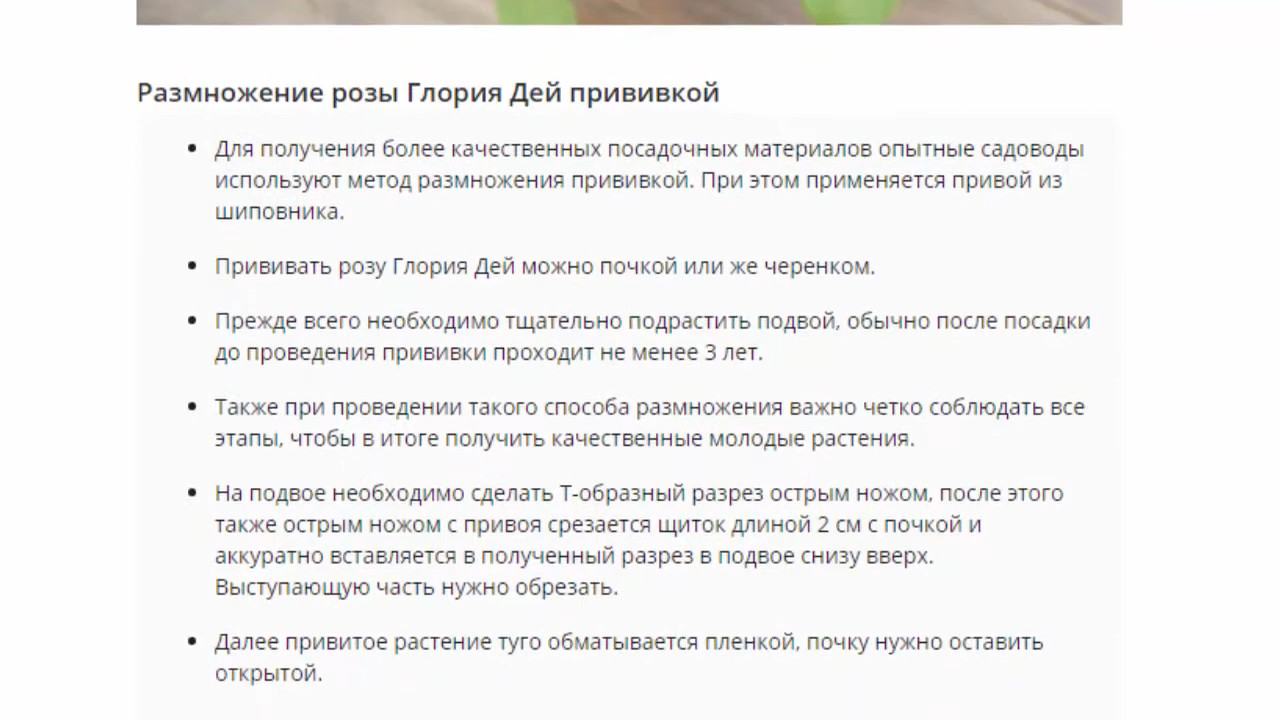 Размножение розы Глория Дей прививкой
• Для получения более качественных посадочных материалов опытные садоводы
используют метод размножения прививкой. При этом применяется привой из
шиповника.
• Прививать розу Глория Дей можно почкой или же черенком.
• Прежде всего необходимо тщательно подрастить подвой, обычно после посадки
до проведения прививки проходит не менее 3 лет.
• Также при проведении такого способа размножения важно четко соблюдать все
этапы, чтобы в итоге получить качественные молодые растения.
• На подвое необходимо сделать Т-образный разрез острым ножом, после этого
также острым ножом с привоя срезается щиток длиной 2 см с почкой и
аккуратно вставляется в полученный разрез в подвое снизу вверх.
Выступающую часть нужно обрезать.
• Далее привитое растение туго обматывается пленкой, почку нужно оставить
открытой.